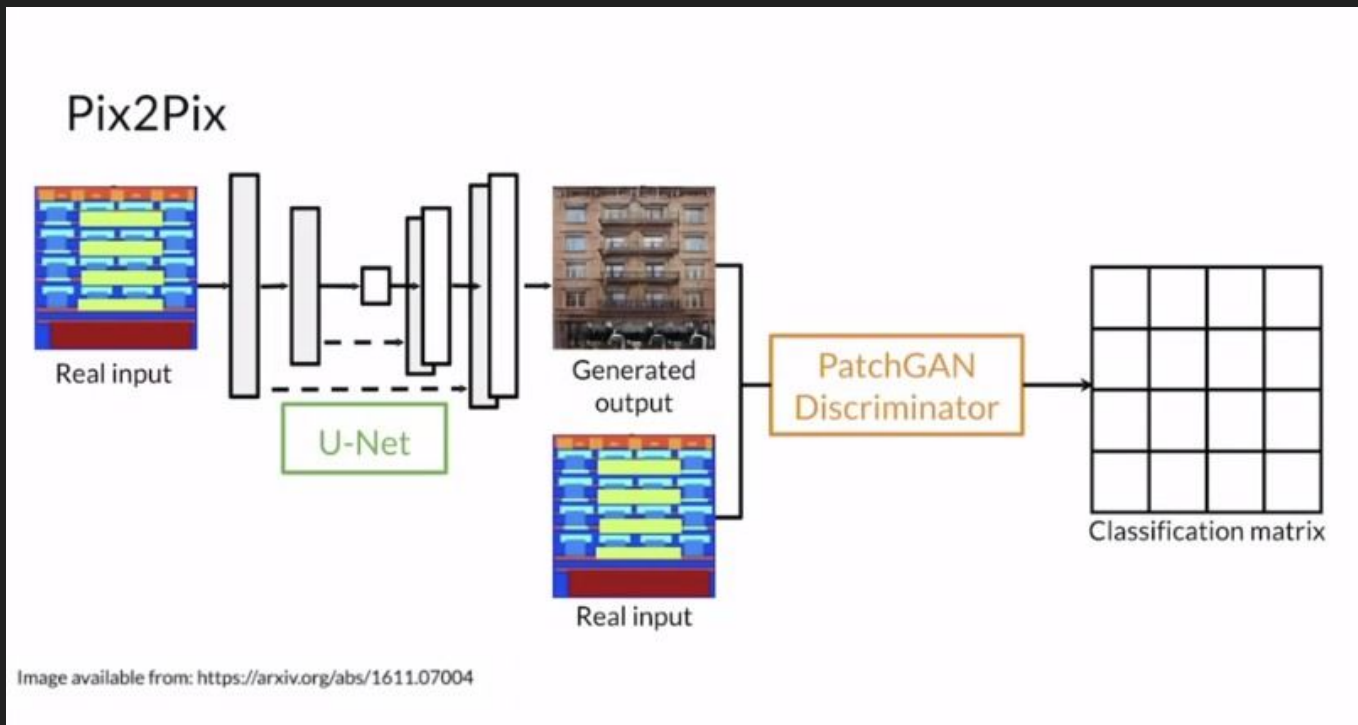 Pix2Pix
Real input
U-Net
Generated
output
Real input
PatchGAN
Discriminator
Classification matrix
Image available from: https://arxiv.org/abs/1611.07004